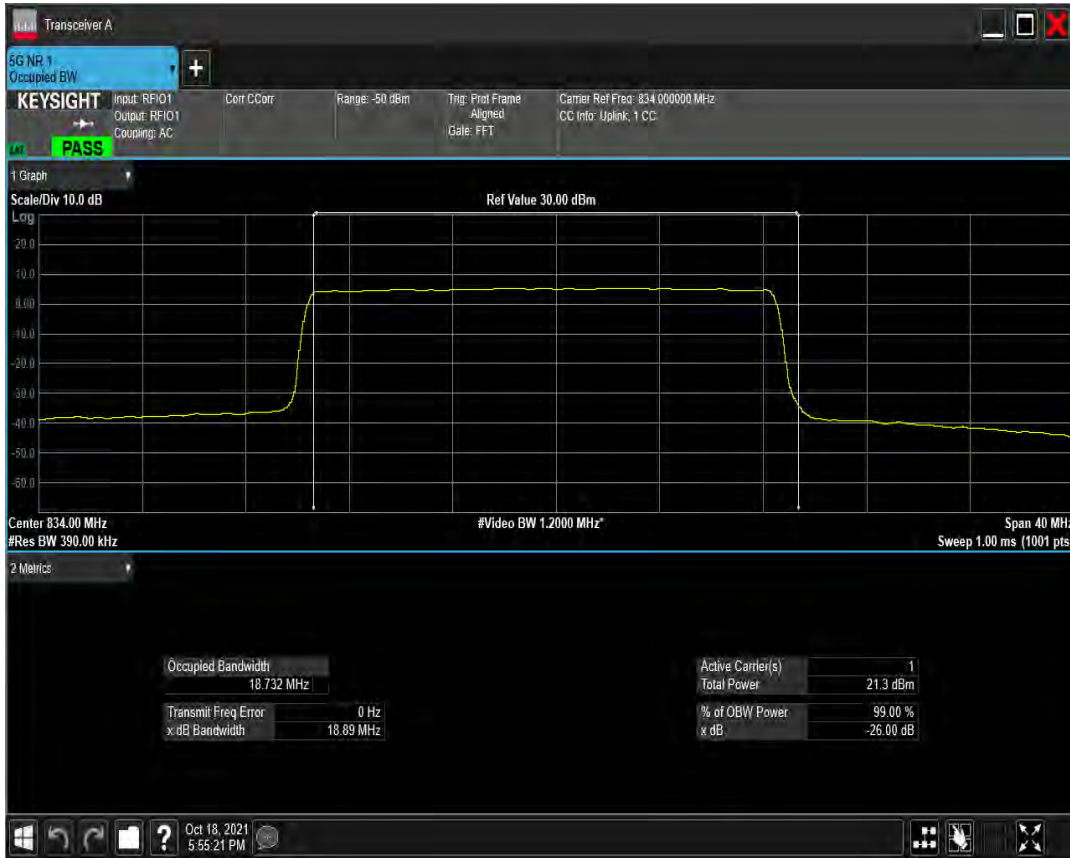 Transceiver A
5G NR 1
Occupied BW
+
KEYSIGHT
Input: RFIO1
Output: RFIO1
Coupling: AC
Corr CCorr
Range: -50 dBm
Trig: Prot Frame
Aligned
Gate: FFT
Carrier Ref Freq: 834.000000 MHz
CC Info: Uplink, 1 CC
PASS
1 Graph
Scale/Div 10.0 dB
Ref Value 30.00 dBm
Log
20.0
10.0
0.00
-10.0
-20.0
-30.0
-40.0
-50.0
-60.0
Center 834.00 MHz
#Video BW 1.2000 MHz*
Span 40 MHz
#Res BW 390.00 kHz
Sweep 1.00 ms (1001 pts
2 Metrics
Occupied Bandwidth
18.732 MHz
Transmit Freq Error 0 Hz
x dB Bandwidth 18.89 MHz
Active Carrier(s) 1
Total Power 21.3 dBm
% of OBW Power 99.00 %
x dB -26.00 dB
?
Oct 18, 2021
5:55:21 PM